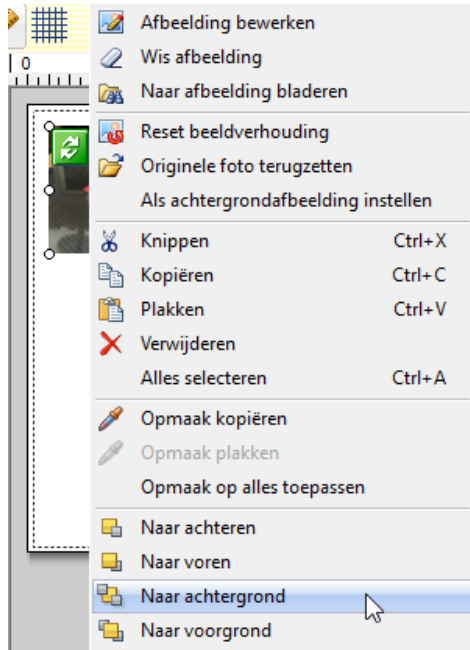 0
Afbeelding bewerken
Wis afbeelding
Naar afbeelding bladeren
Reset beeldverhouding
Originele foto terugzetten
Als achtergrondafbeelding instellen
Knippen Ctrl+X
Kopiëren Ctrl+C
Plakken Ctrl+V
Verwijderen
Alles selecteren Ctrl+A
Opmaak kopiëren
Opmaak plakken
Opmaak op alles toepassen
Naar achteren
Naar voren
Naar achtergrond
Naar voorgrond